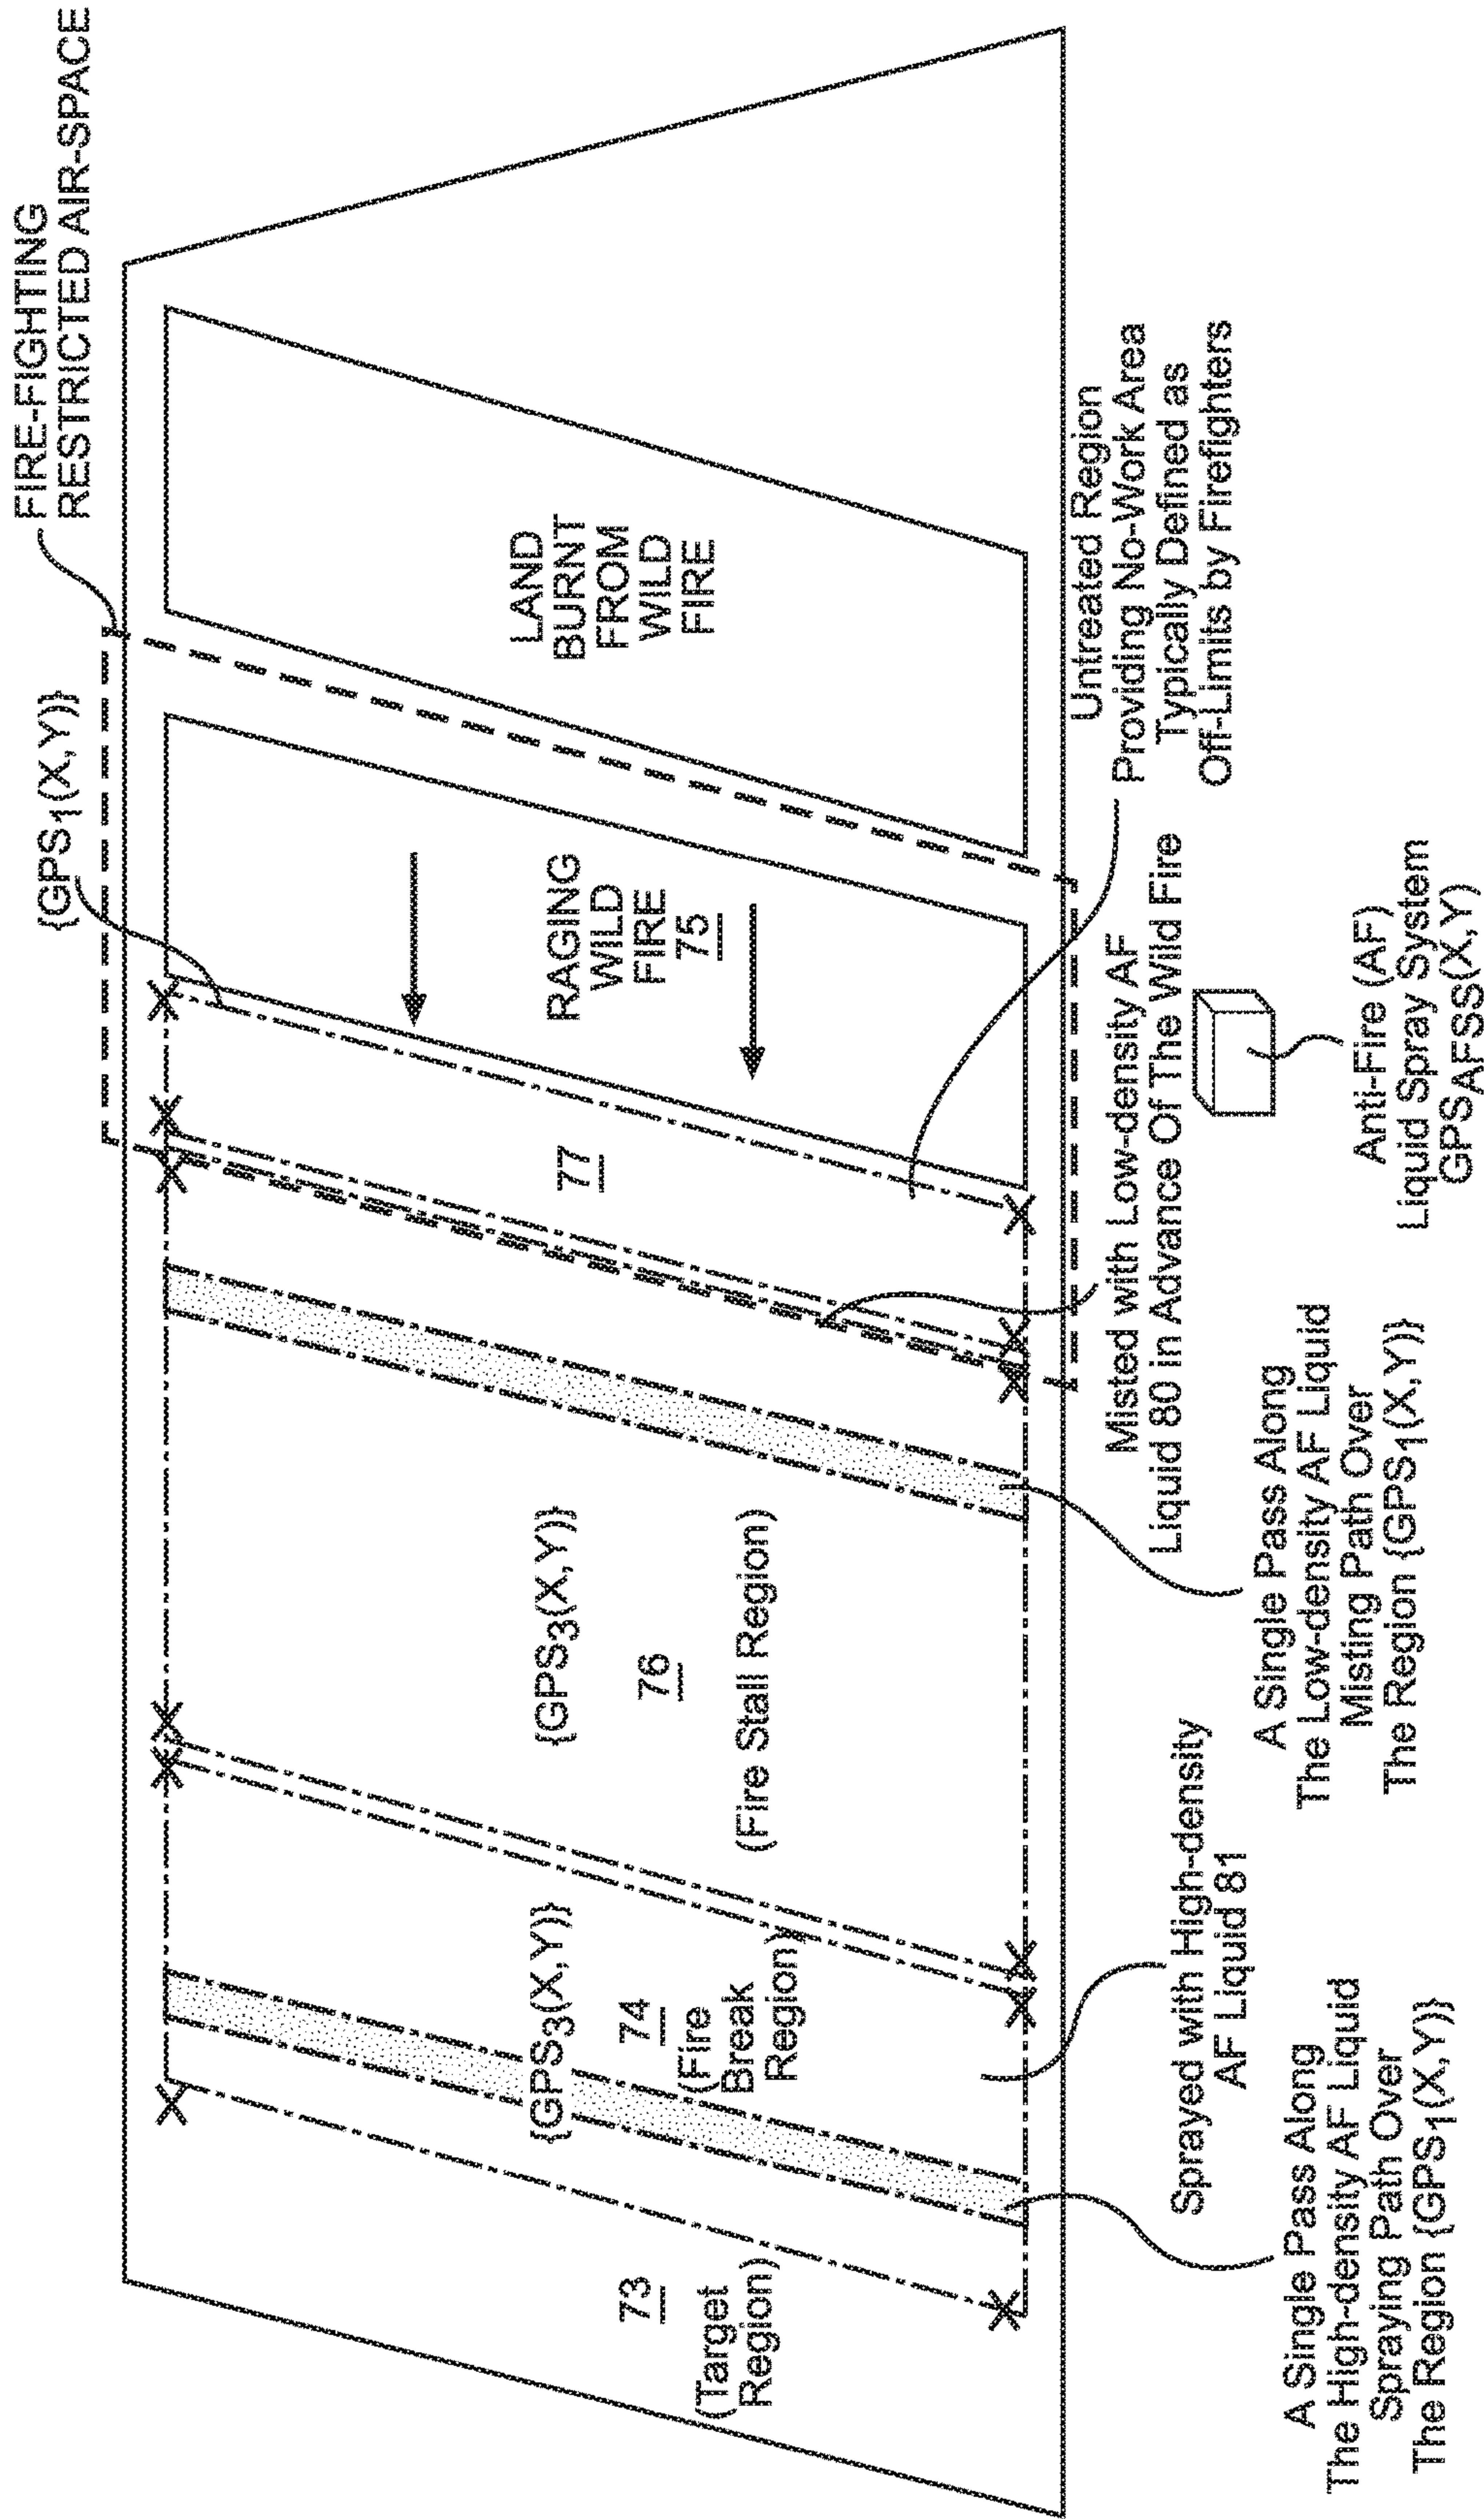 FIRE-FIGHTING
RESTRICTED AIR-SPACE
{GPS1(X,Y)}
LAND
BURNT
FROM
WILD
FIRE
RAGING
WILD
FIRE
75
77
{GPS3(X,Y)}
76
(Fire Stall Region)
{GPS3(X,Y)}
74
(Fire
Break
Region)
73
(Target
Region)
Untreated Region
Providing No-Work Area
Typically Defined as
Off-Limits by Firefighters
Misted with Low-density AF
Liquid 80 in Advance Of The Wild Fire
Anti-Fire (AF)
Liquid Spray System
GPSAFSS(X,Y)
A Single Pass Along
The Low-density AF Liquid
Misting Path Over
The Region {GPS1(X,Y)}
Sprayed with High-density
AF Liquid 81
A Single Pass Along
The High-density AF Liquid
Spraying Path Over
The Region {GPS1(X,Y)}